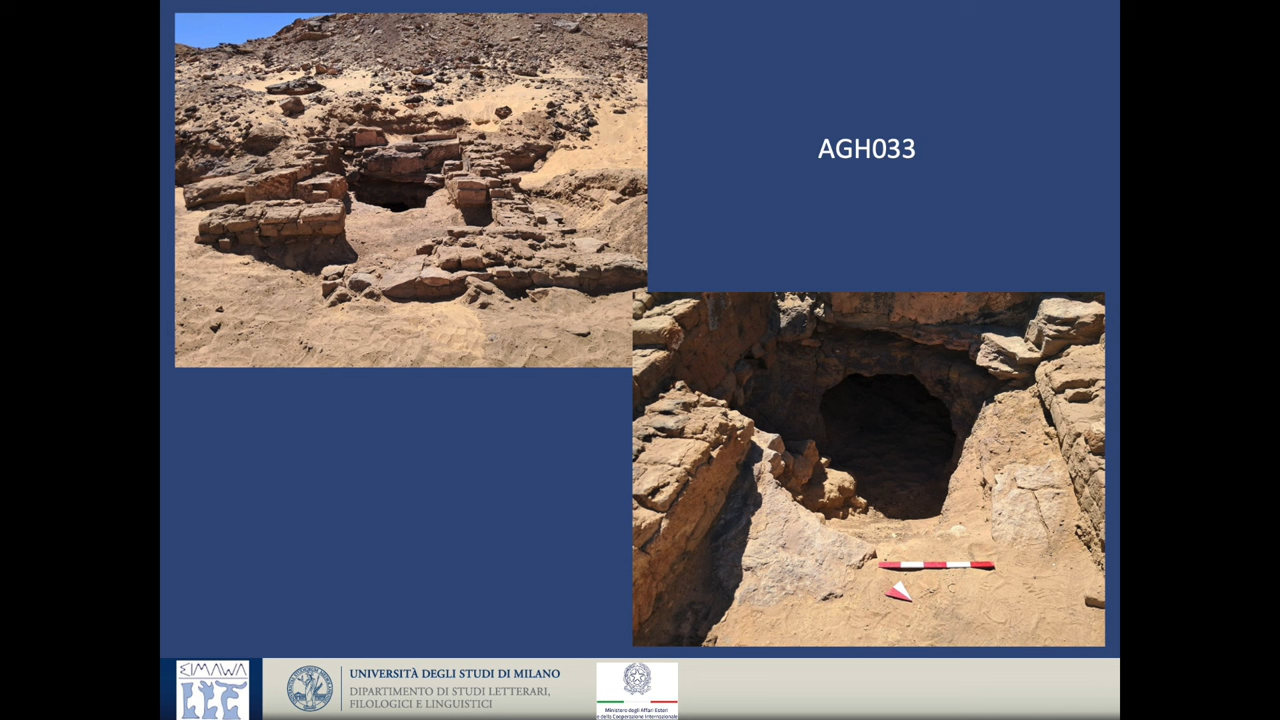 AGH033
EIMAWA
UNIVERSITÀ DEGLI STUDI DI MILANO
DIPARTIMENTO DI STUDI LETTERARI,
FILOLOGICI E LINGUISTICI
Ministero degli Affari Esteri
e della Cooperazione Internazionale